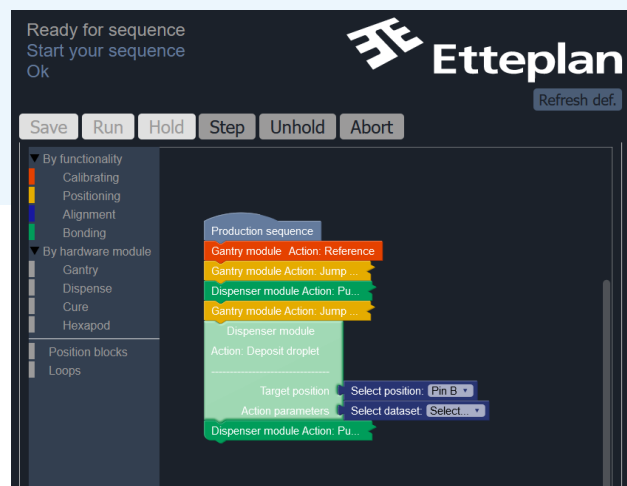 Ready for sequence
Start your sequence
Ok
Etteplan
Refresh def.
Save Run Hold Step Unhold Abort
By functionality
Calibrating
Positioning
Alignment
Bonding
By hardware module
Gantry
Dispense
Cure
Hexapod
Position blocks
Loops
Production sequence
Gantry module Action: Reference
Gantry module Action: Jump ...
Dispenser module Action: Pu...
Gantry module Action: Jump ...
Dispenser module
Action: Deposit droplet
Target position Select position: Pin B
Action parameters Select dataset: Select...
Dispenser module Action: Pu...